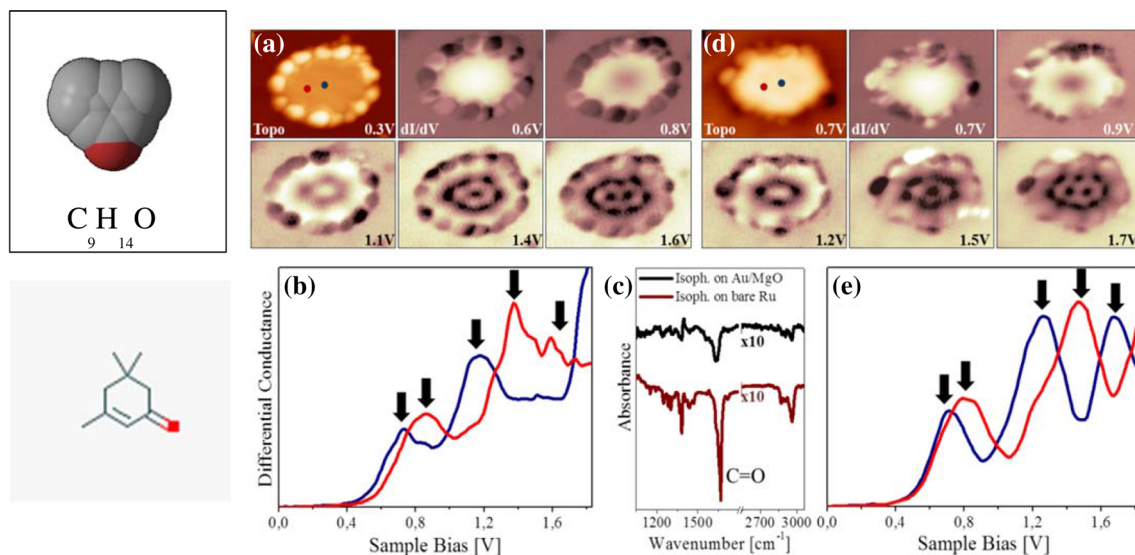 C H O
9 14
(a)
Topo 0.3V
dI/dV 0.6V
0.8V
1.1V
1.4V
1.6V
(d)
Topo 0.7V
dI/dV 0.7V
0.9V
1.2V
1.5V
1.7V
(b)
Differential Conductance
0,0 0,4 0,8 1,2 1,6
Sample Bias [V]
(c)
Isoph. on Au/MgO
Isoph. on bare Ru
x10
x10
C=O
Absorbance
1200 1500 2700 3000
Wavenumber [cm⁻¹]
(e)
0,0 0,4 0,8 1,2 1,6
Sample Bias [V]